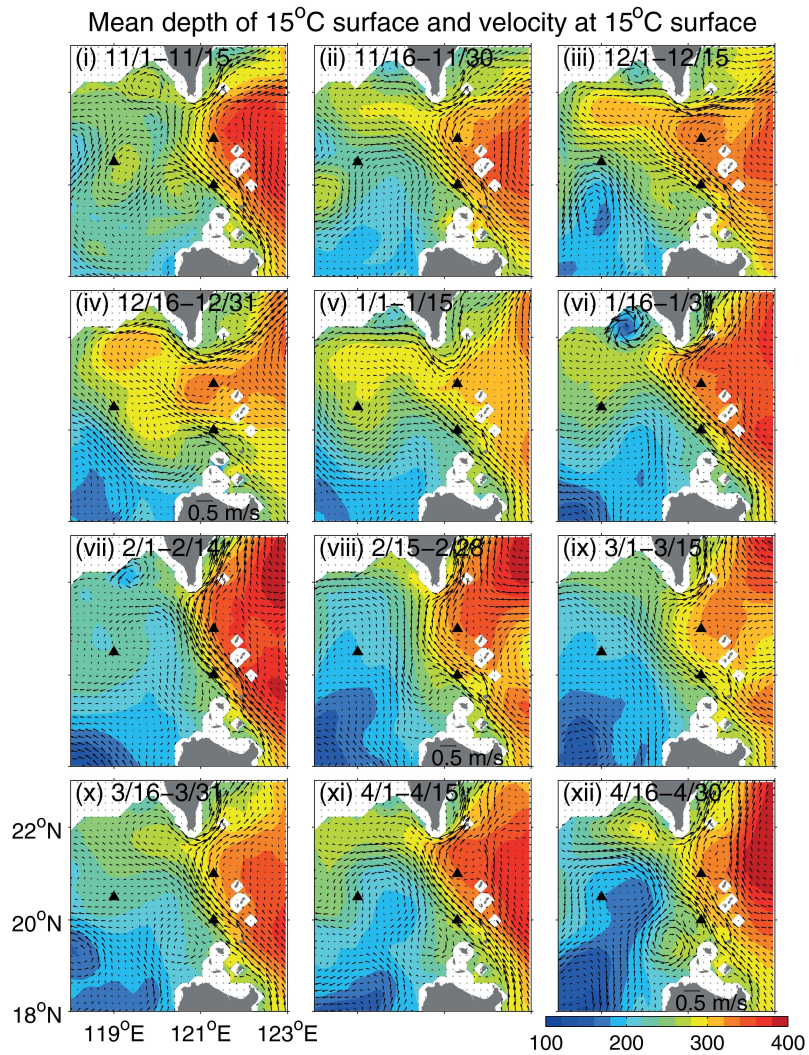 Mean depth of 15°C surface and velocity at 15°C surface
(i) 11/1−11/15
(ii) 11/16−11/30
(iii) 12/1−12/15
(iv) 12/16−12/31
(v) 1/1−1/15
(vi) 1/16−1/31
0.5 m/s
(vii) 2/1−2/14
(viii) 2/15−2/28
(ix) 3/1−3/15
0.5 m/s
(x) 3/16−3/31
(xi) 4/1−4/15
(xii) 4/16−4/30
22°N
20°N
18°N
0.5 m/s
119°E 121°E 123°E
100 200 300 400